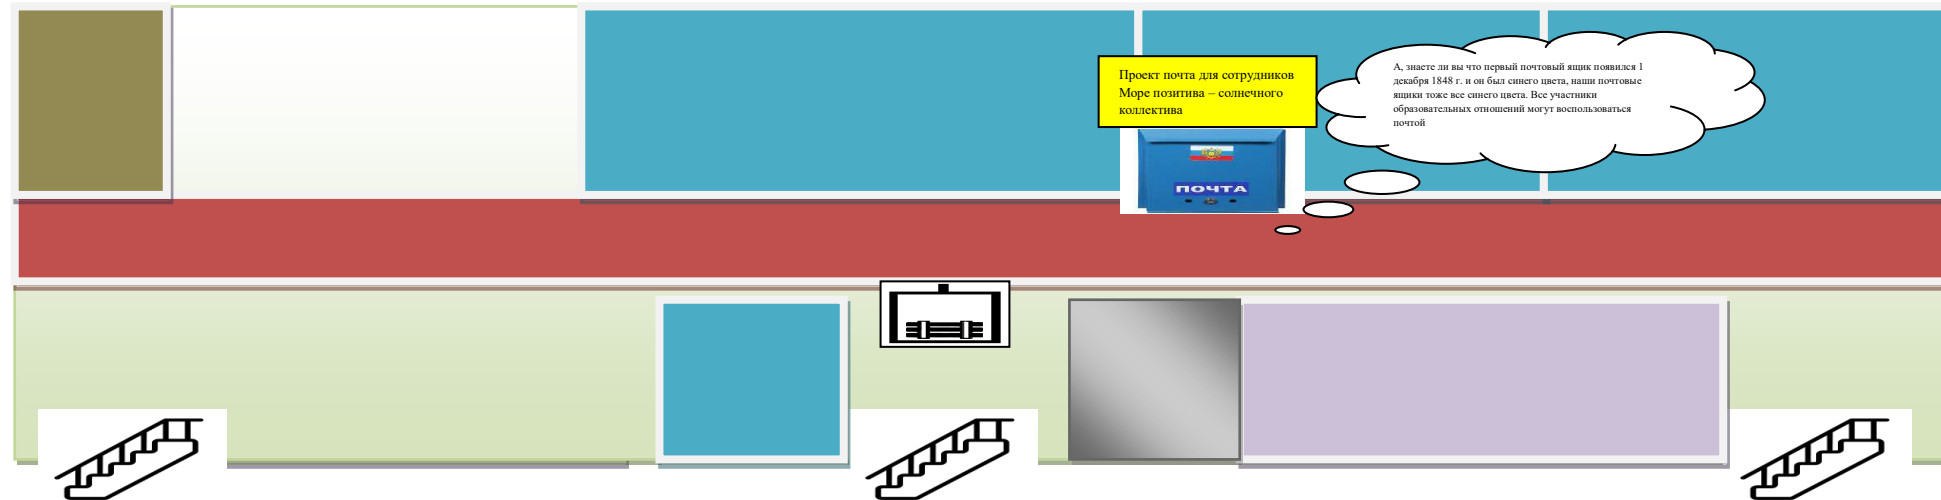 Проект почта для сотрудников
Море позитива – солнечного
коллектива
А, знаете ли вы что первый почтовый ящик появился 1
декабря 1848 г. и он был синего цвета, наши почтовые
ящики тоже все синего цвета. Все участники
образовательных отношений могут воспользоваться
почтой
ПОЧТА